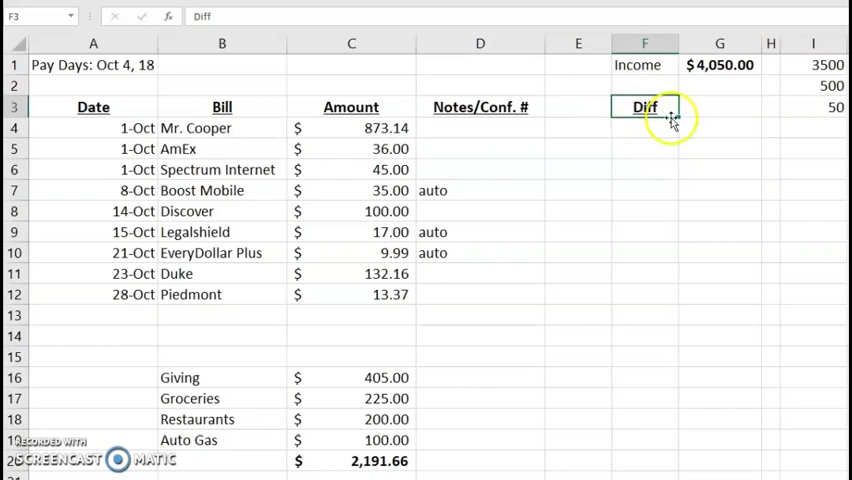 F3 fx Diff
A B C D E F G H I
1 Pay Days: Oct 4, 18 Income $ 4,050.00 3500
2 500
3 Date Bill Amount Notes/Conf. # Diff 50
4 1-Oct Mr. Cooper $ 873.14
5 1-Oct AmEx $ 36.00
6 1-Oct Spectrum Internet $ 45.00
7 8-Oct Boost Mobile $ 35.00 auto
8 14-Oct Discover $ 100.00
9 15-Oct Legalshield $ 17.00 auto
10 21-Oct EveryDollar Plus $ 9.99 auto
11 23-Oct Duke $ 132.16
12 28-Oct Piedmont $ 13.37
13
14
15
16 Giving $ 405.00
17 Groceries $ 225.00
18 Restaurants $ 200.00
19 Auto Gas $ 100.00
RECORDED WITH
20 $ 2,191.66
SCREENCAST MATIC